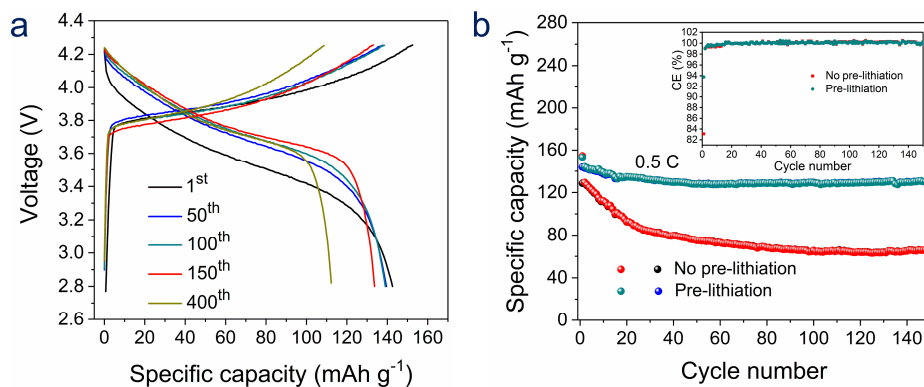 a
4.4
4.2
4.0
3.8
3.6
3.4
3.2
3.0
2.8
2.6
Voltage (V)
1st
50th
100th
150th
400th
0 20 40 60 80 100 120 140 160
Specific capacity (mAh g-1)
b
280
240
200
160
120
80
40
0
Specific capacity (mAh g-1)
102
100
98
96
94
92
90
88
86
84
82
CE (%)
No pre-lithiation
Pre-lithiation
0 20 40 60 80 100 120 140
Cycle number
0.5 C
No pre-lithiation
Pre-lithiation
0 20 40 60 80 100 120 140
Cycle number